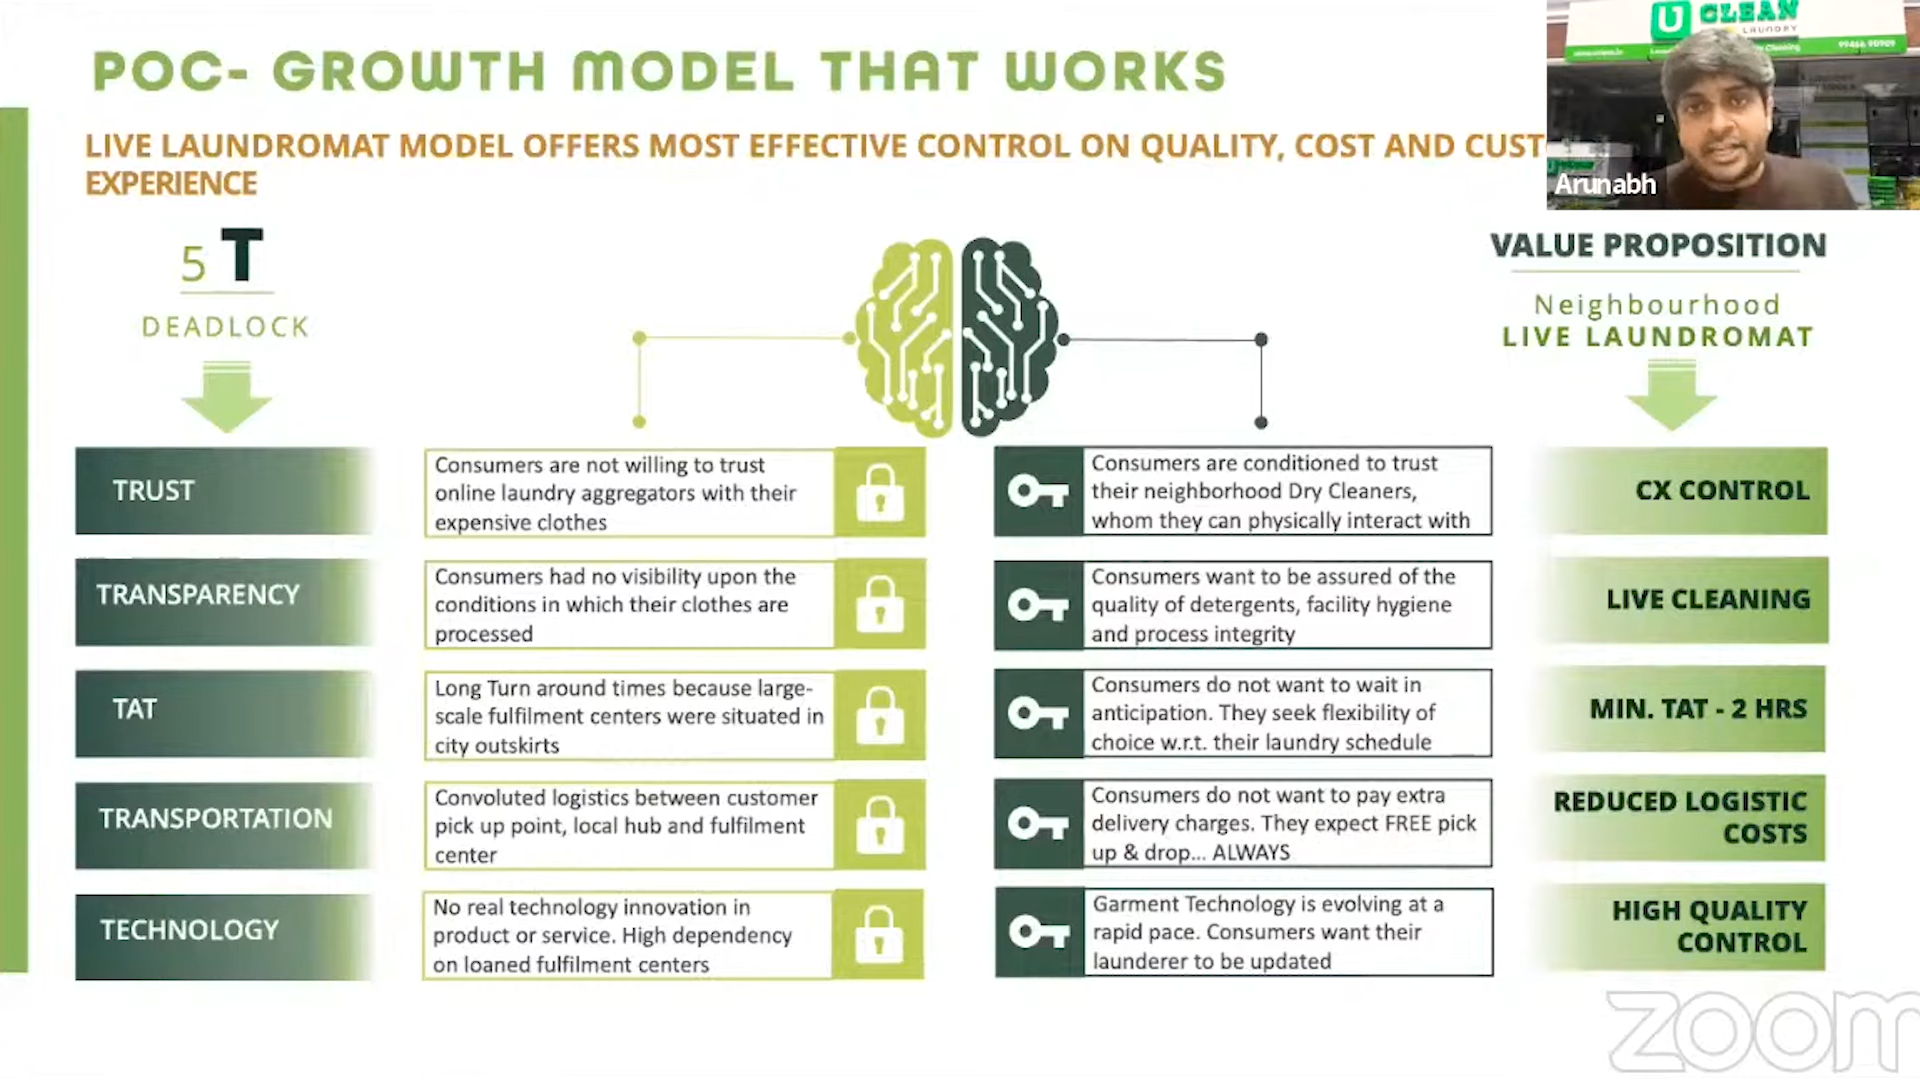 POC- GROWTH MODEL THAT WORKS
LIVE LAUNDROMAT MODEL OFFERS MOST EFFECTIVE CONTROL ON QUALITY, COST AND CUST
EXPERIENCE
U CLEAN
LAUNDRY
Arunabh
5 T
DEADLOCK
VALUE PROPOSITION
Neighbourhood
LIVE LAUNDROMAT
TRUST
Consumers are not willing to trust
online laundry aggregators with their
expensive clothes
Consumers are conditioned to trust
their neighborhood Dry Cleaners,
whom they can physically interact with
CX CONTROL
TRANSPARENCY
Consumers had no visibility upon the
conditions in which their clothes are
processed
Consumers want to be assured of the
quality of detergents, facility hygiene
and process integrity
LIVE CLEANING
TAT
Long Turn around times because large-
scale fulfilment centers were situated in
city outskirts
Consumers do not want to wait in
anticipation. They seek flexibility of
choice w.r.t. their laundry schedule
MIN. TAT - 2 HRS
TRANSPORTATION
Convoluted logistics between customer
pick up point, local hub and fulfilment
center
Consumers do not want to pay extra
delivery charges. They expect FREE pick
up & drop... ALWAYS
REDUCED LOGISTIC
COSTS
TECHNOLOGY
No real technology innovation in
product or service. High dependency
on loaned fulfilment centers
Garment Technology is evolving at a
rapid pace. Consumers want their
launderer to be updated
HIGH QUALITY
CONTROL
zoom